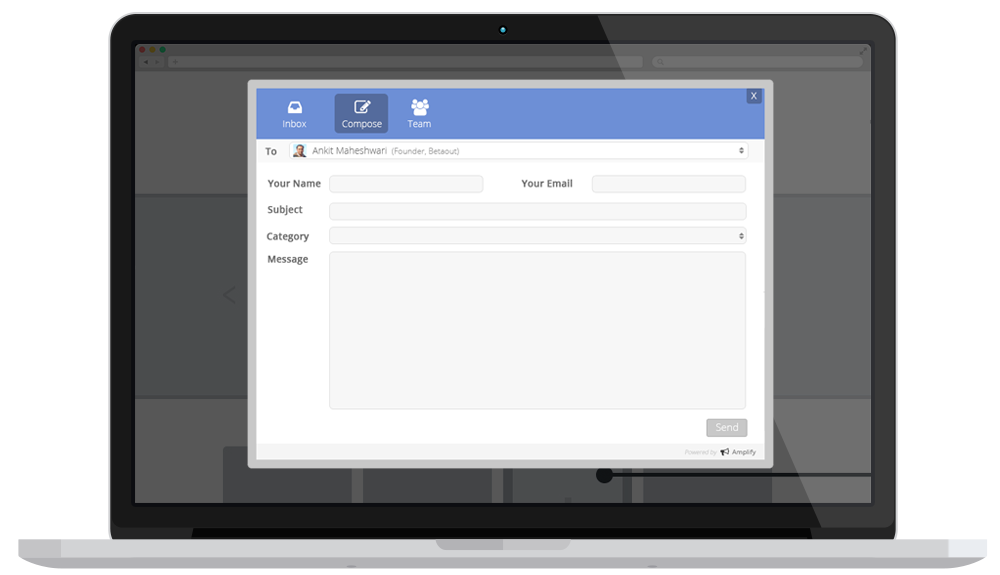 X
Inbox
Compose
Team
To Ankit Maheshwari (Founder, Betaout)
Your Name Your Email
Subject
Category
Message
Send
Powered by Amplify